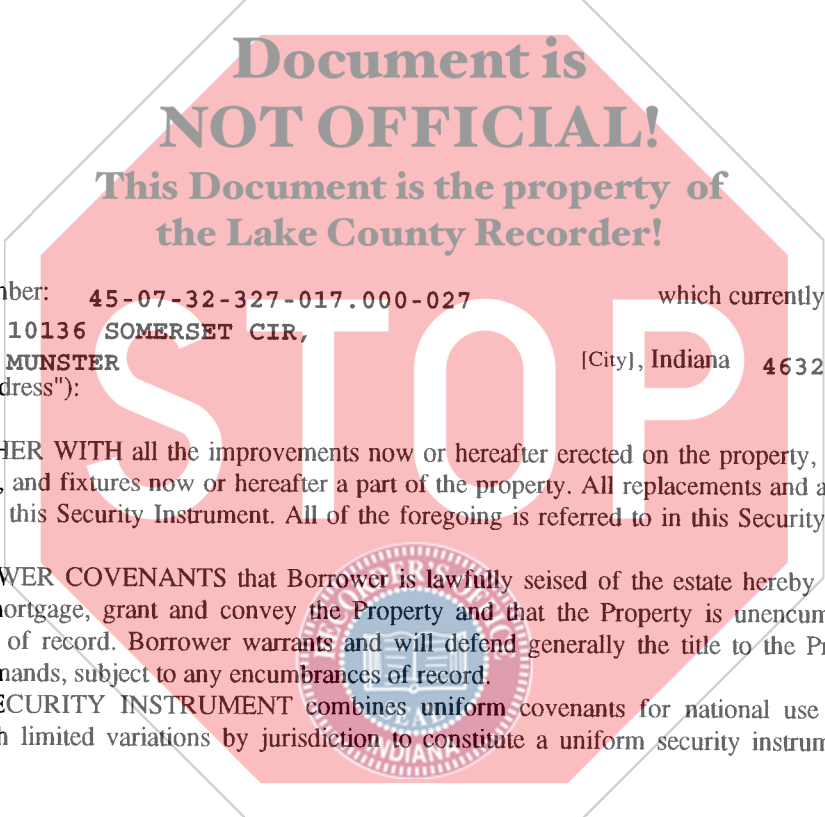 Document is
NOT OFFICIAL!
This Document is the property of
the Lake County Recorder!
nber: 45-07-32-327-017.000-027 which currently
10136 SOMERSET CIR,
MUNSTER [City], Indiana 4632
dress"):
STOP
HER WITH all the improvements now or hereafter erected on the property,
, and fixtures now or hereafter a part of the property. All replacements and a
this Security Instrument. All of the foregoing is referred to in this Security
WER COVENANTS that Borrower is lawfully seised of the estate hereby
nortgage, grant and convey the Property and that the Property is unencum
of record. Borrower warrants and will defend generally the title to the Pr
mands, subject to any encumbrances of record.
ECURITY INSTRUMENT combines uniform covenants for national use
h limited variations by jurisdiction to constitute a uniform security instrum
SEAL
INDIANA